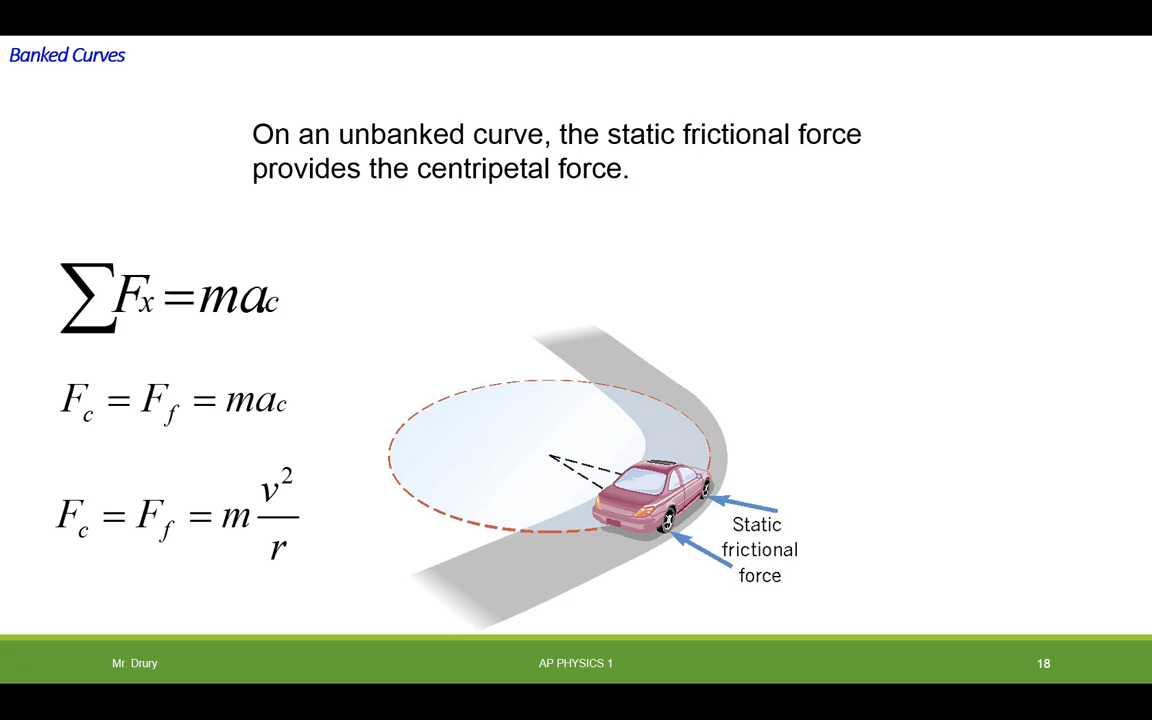 Banked Curves
On an unbanked curve, the static frictional force
provides the centripetal force.
∑Fx = mac
Fc = Ff = mac
Fc = Ff = m v²/r
Static
frictional
force
Mr. Drury
AP PHYSICS 1
18